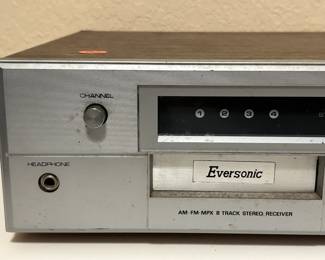 CHANNEL
1 2 3 4
HEADPHONE
Eversonic
AM-FM-MPX 8 TRACK STEREO RECEIVER